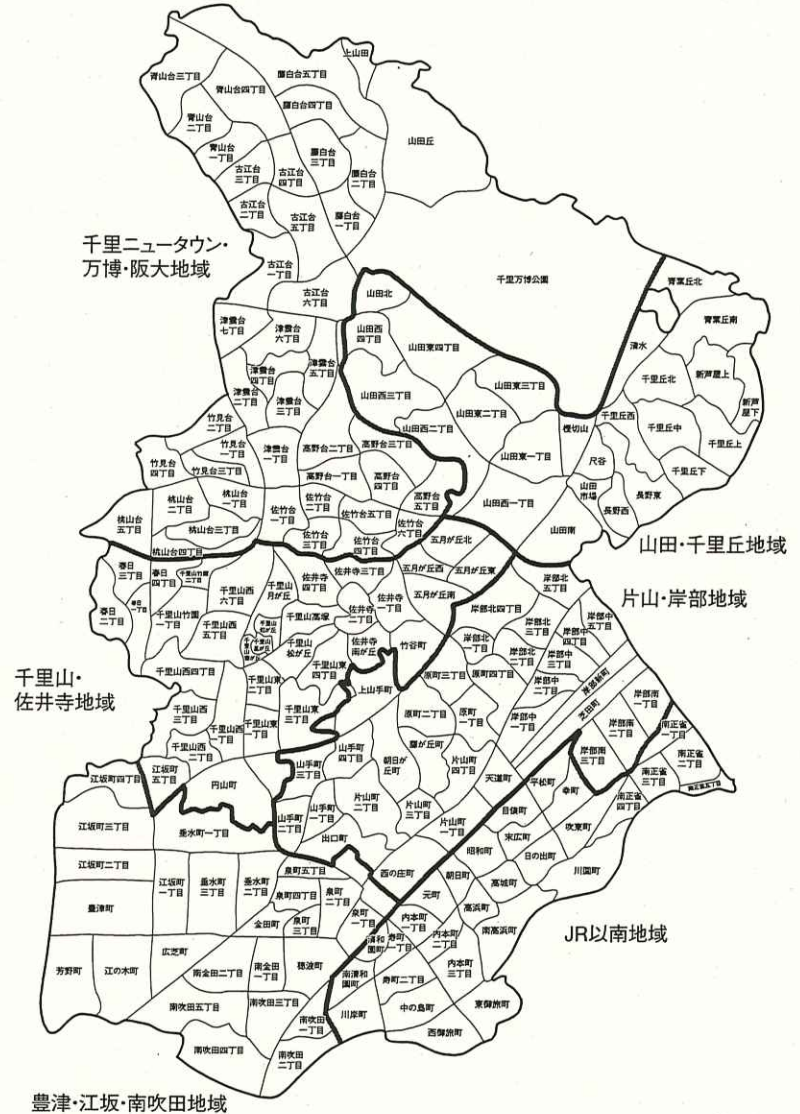 上山田
青山台三丁目
青山台四丁目
藤白台五丁目
藤白台四丁目
青山台
二丁目
山田丘
青山台
一丁目
藤白台
三丁目
古江台
三丁目
古江台
四丁目
藤白台
二丁目
古江台
二丁目
古江台
五丁目
藤白台
一丁目
千里ニュータウン・
万博・阪大地域
古江台
一丁目
千里万博公園
青葉丘北
古江台
六丁目
山田北
津雲台
七丁目
津雲台
六丁目
山田西
四丁目
山田東四丁目
青葉丘南
清水
津雲台
五丁目
津雲台
四丁目
千里丘北
新芦屋上
山田東三丁目
津雲台
二丁目
津雲台
三丁目
山田西三丁目
新芦
屋下
竹見台
二丁目
山田東二丁目
千里丘西
山田西二丁目
樫切山
千里丘中
千里丘上
竹見台
一丁目
津雲台
一丁目
高野台二丁目
高野台三丁目
山田東一丁目
尺谷
竹見台
四丁目
竹見台三丁目
高野台一丁目
高野台
四丁目
千里丘下
桃山台
二丁目
桃山台
一丁目
山田
市場
長野東
高野台
五丁目
山田西一丁目
佐竹台
一丁目
佐竹台
二丁目
佐竹台五丁目
長野西
桃山台
五丁目
桃山台三丁目
佐竹台
六丁目
山田南
佐竹台
三丁目
佐竹台
四丁目
五月が丘北
桃山台四丁目
山田・千里丘地域
春日
三丁目
春日
四丁目
千里山竹園
二丁目
千里山西
六丁目
千里山
月が丘
佐井寺
四丁目
佐井寺三丁目
五月が丘西
五月が丘東
岸部北
五丁目
片山・岸部地域
佐井寺
一丁目
五月が丘南
春日
二丁目
春日
一丁目
千里山竹園
一丁目
佐井寺
二丁目
岸部北四丁目
岸部中
五丁目
千里山西
五丁目
千里山高塚
岸部北
三丁目
岸部中
四丁目
千里山
松が丘
佐井寺
南が丘
竹谷町
岸部北
一丁目
岸部北
二丁目
岸部中
三丁目
千里山・
佐井寺地域
千里山西四丁目
千里山東
四丁目
原町三丁目
原町四丁目
岸部中
二丁目
岸部新町
千里山東
二丁目
上山手町
芝田町
岸部南
一丁目
千里山西
三丁目
千里山東
三丁目
原町二丁目
原町
一丁目
岸部中
一丁目
千里山西
一丁目
千里山東
一丁目
岸部南
二丁目
南正雀
一丁目
千里山西
二丁目
山手町
四丁目
藤が丘町
岸部南
三丁目
南正雀
二丁目
江坂町四丁目
江坂町
五丁目
山手町
三丁目
朝日が
丘町
片山町
四丁目
天道町
平松町
南正雀
三丁目
円山町
幸町
南正雀五丁目
片山町
二丁目
片山町
三丁目
目俵町
南正雀
四丁目
山手町
二丁目
山手町
一丁目
片山町
一丁目
吹東町
江坂町三丁目
垂水町一丁目
出口町
末広町
昭和町
日の出町
江坂町二丁目
泉町五丁目
西の庄町
朝日町
川園町
江坂町
一丁目
垂水町
三丁目
垂水町
二丁目
泉町四丁目
泉町
二丁目
元町
高城町
豊津町
高浜町
金田町
泉町
三丁目
泉町
一丁目
内本町
一丁目
南高浜町
JR以南地域
広芝町
清和
園町
寿町
一丁目
内本町
二丁目
芳野町
江の木町
南金田二丁目
南金田
一丁目
穂波町
南清和
園町
寿町二丁目
内本町
三丁目
南吹田五丁目
南吹田三丁目
中の島町
東御旅町
南吹田
一丁目
川岸町
西御旅町
南吹田四丁目
南吹田
二丁目
豊津・江坂・南吹田地域